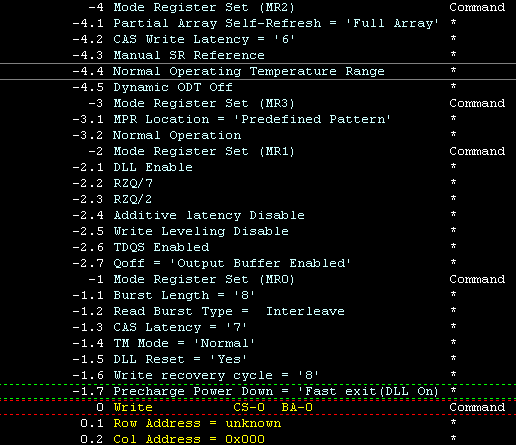 -4 Mode Register Set (MR2) Command
-4.1 Partial Array Self-Refresh = 'Full Array' *
-4.2 CAS Write Latency = '6' *
-4.3 Manual SR Reference *
-4.4 Normal Operating Temperature Range *
-4.5 Dynamic ODT Off *
-3 Mode Register Set (MR3) Command
-3.1 MPR Location = 'Predefined Pattern' *
-3.2 Normal Operation *
-2 Mode Register Set (MR1) Command
-2.1 DLL Enable *
-2.2 RZQ/7 *
-2.3 RZQ/2 *
-2.4 Additive latency Disable *
-2.5 Write Leveling Disable *
-2.6 TDQS Enabled *
-2.7 Qoff = 'Output Buffer Enabled' *
-1 Mode Register Set (MR0) Command
-1.1 Burst Length = '8' *
-1.2 Read Burst Type = Interleave *
-1.3 CAS Latency = '7' *
-1.4 TM Mode = 'Normal' *
-1.5 DLL Reset = 'Yes' *
-1.6 Write recovery cycle = '8' *
-1.7 Precharge Power Down = 'Fast exit(DLL On) *
0 Write CS-0 BA-0 Command
0.1 Row Address = unknown *
0.2 Col Address = 0x000 *